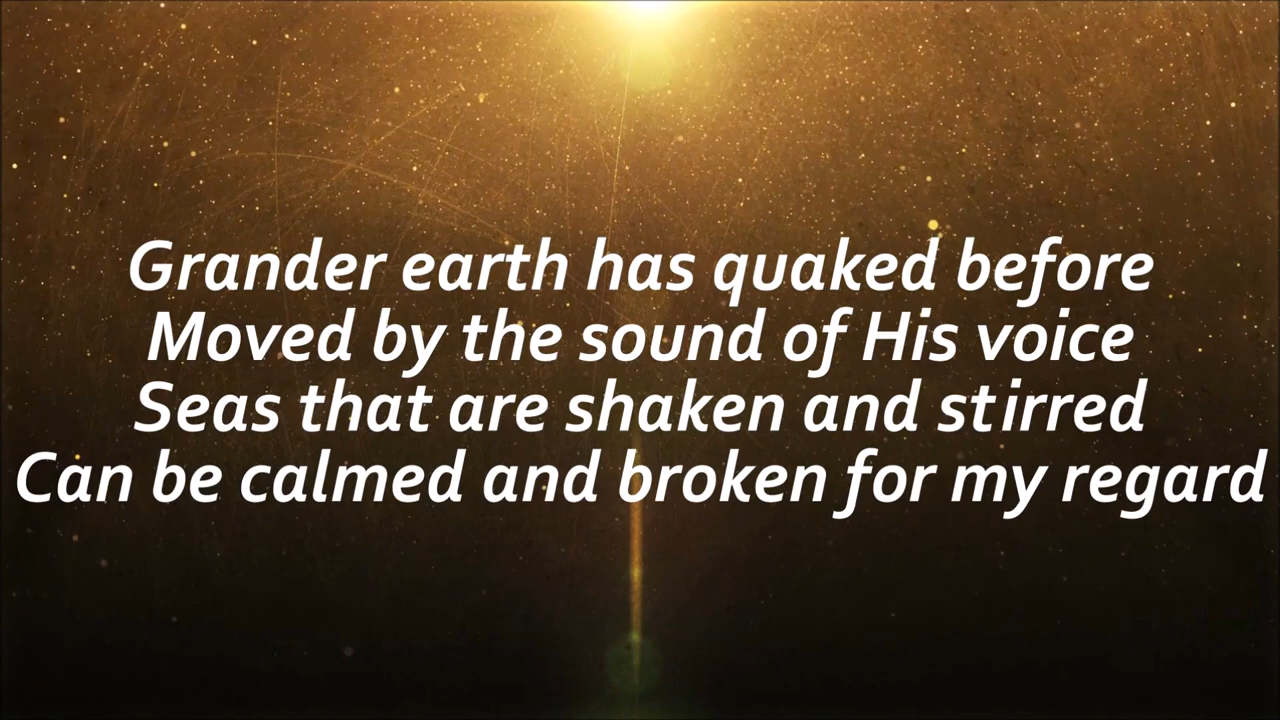 Grander earth has quaked before
Moved by the sound of His voice
Seas that are shaken and stirred
Can be calmed and broken for my regard